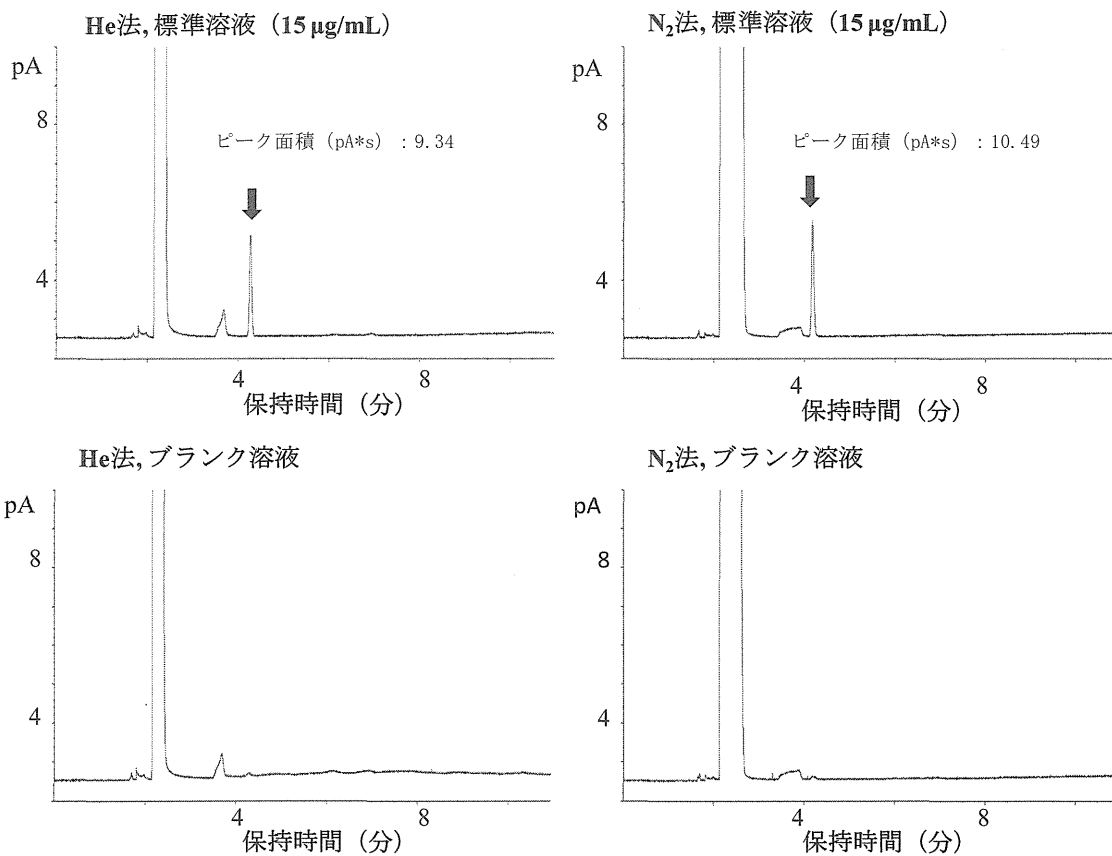 He法, 標準溶液（15 µg/mL）
pA
8
ピーク面積（pA*s）：9.34
4
4
8
保持時間（分）
N₂法, 標準溶液（15 µg/mL）
pA
8
ピーク面積（pA*s）：10.49
4
4
8
保持時間（分）
He法, ブランク溶液
pA
8
4
4
8
保持時間（分）
N₂法, ブランク溶液
pA
8
4
4
8
保持時間（分）